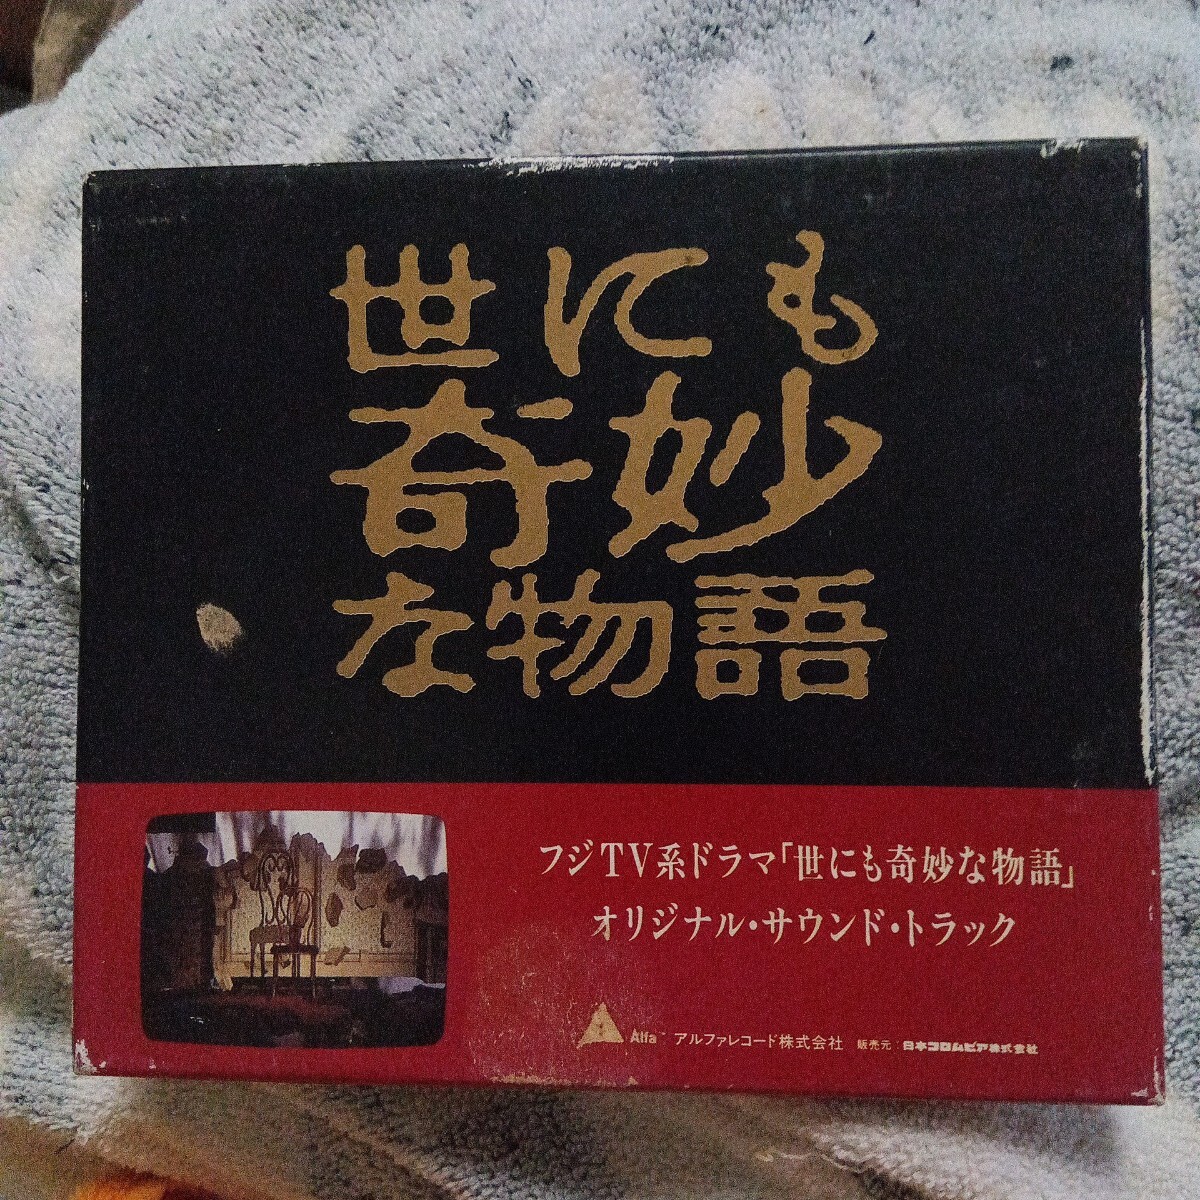 世にも
奇妙
な物語
フジTV系ドラマ「世にも奇妙な物語」
オリジナル・サウンド・トラック
Alfa アルファレコード株式会社 販売元:日本コロムビア株式会社